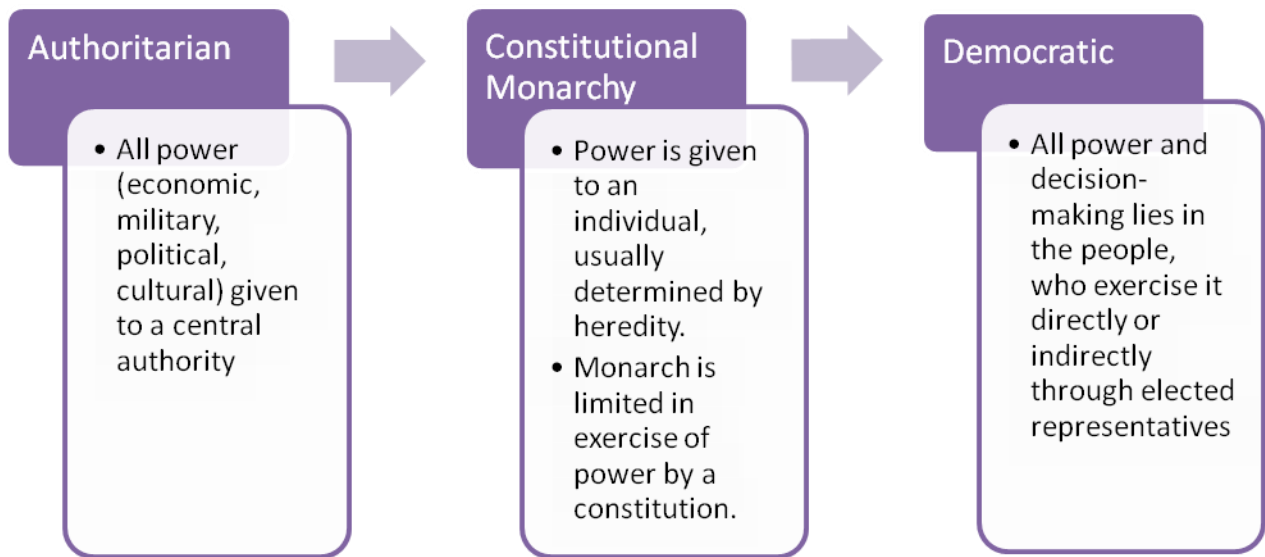 Authoritarian
• All power
(economic,
military,
political,
cultural) given
to a central
authority
Constitutional
Monarchy
• Power is given
to an
individual,
usually
determined by
heredity.
• Monarch is
limited in
exercise of
power by a
constitution.
Democratic
• All power and
decision-
making lies in
the people,
who exercise it
directly or
indirectly
through elected
representatives